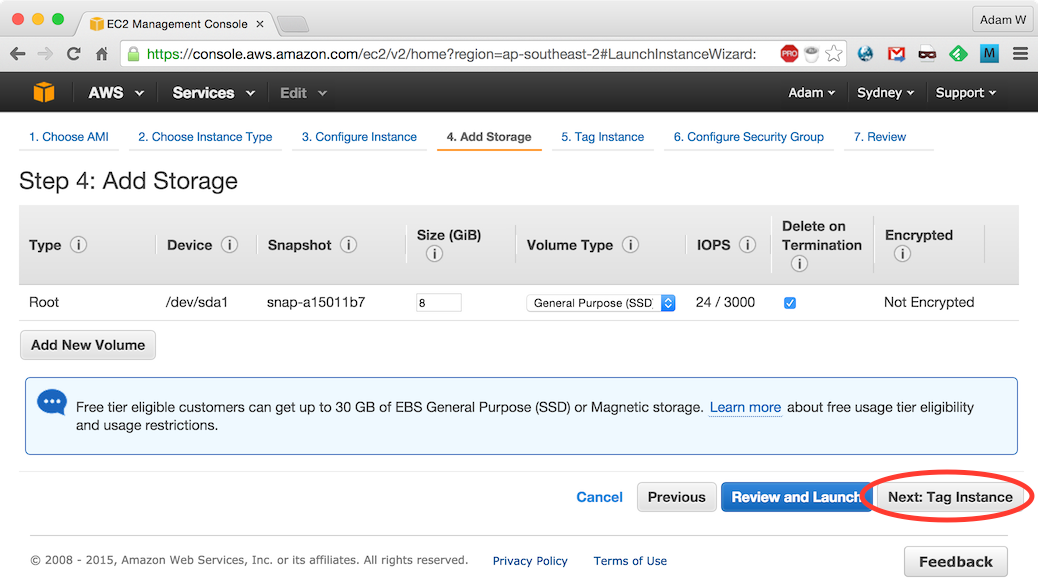 EC2 Management Console
Adam W
https://console.aws.amazon.com/ec2/v2/home?region=ap-southeast-2#LaunchInstanceWizard:
PRO
M
AWS Services Edit Adam Sydney Support
1. Choose AMI 2. Choose Instance Type 3. Configure Instance 4. Add Storage 5. Tag Instance 6. Configure Security Group 7. Review
Step 4: Add Storage
Type i Device i Snapshot i Size (GiB) i Volume Type i IOPS i Delete on Termination i Encrypted i
Root /dev/sda1 snap-a15011b7 8 General Purpose (SSD) 24 / 3000 Not Encrypted
Add New Volume
Free tier eligible customers can get up to 30 GB of EBS General Purpose (SSD) or Magnetic storage. Learn more about free usage tier eligibility
and usage restrictions.
Cancel Previous Review and Launch Next: Tag Instance
© 2008 - 2015, Amazon Web Services, Inc. or its affiliates. All rights reserved. Privacy Policy Terms of Use Feedback